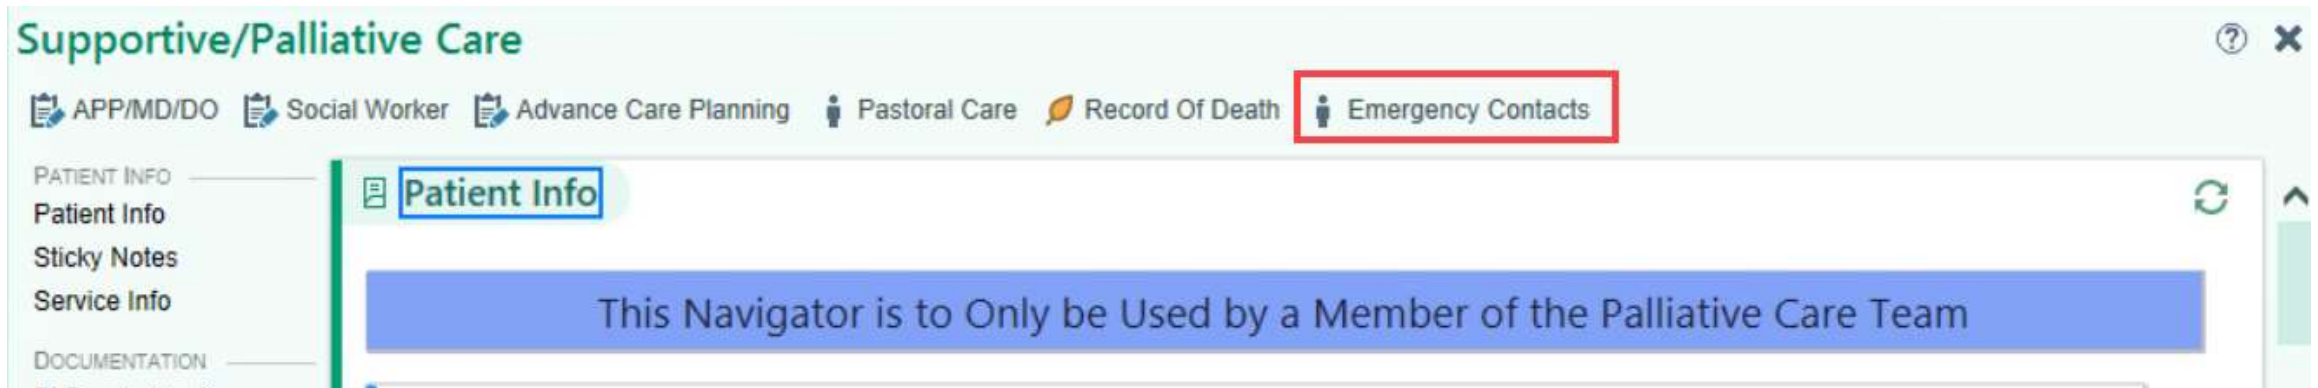 Supportive/Palliative Care
APP/MD/DO Social Worker Advance Care Planning Pastoral Care Record Of Death Emergency Contacts
PATIENT INFO
Patient Info
Sticky Notes
Service Info
DOCUMENTATION
Patient Info
This Navigator is to Only be Used by a Member of the Palliative Care Team